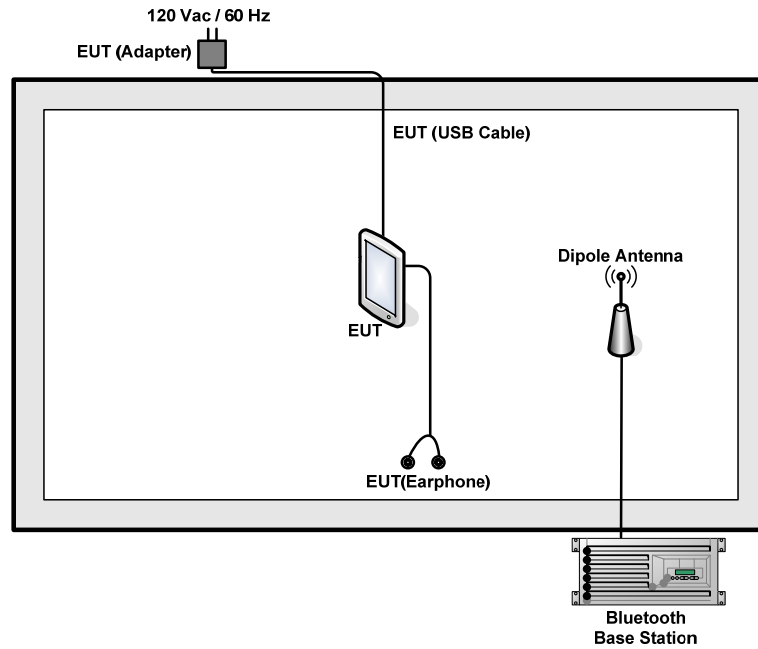 120 Vac / 60 Hz
EUT (Adapter)
EUT (USB Cable)
Dipole Antenna
EUT
EUT(Earphone)
Bluetooth
Base Station